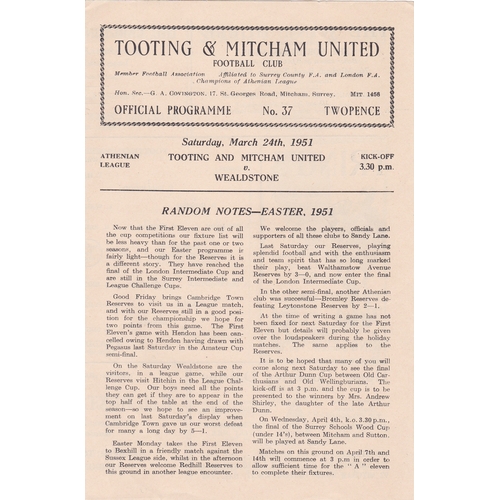 TOOTING & MITCHAM UNITED
FOOTBALL CLUB
Member Football Association Affiliated to Surrey County F.A. and London F.A.
Champions of Athenian League
Hon. Sec.—G. A. COVINGTON, 17, St. Georges Road, Mitcham, Surrey. MIT 1486
OFFICIAL PROGRAMME No. 37 TWOPENCE
Saturday, March 24th, 1951
ATHENIAN
LEAGUE
TOOTING AND MITCHAM UNITED
v.
WEALDSTONE
KICK-OFF
3.30 p.m.
RANDOM NOTES—EASTER, 1951
Now that the First Eleven are out of all
the cup competitions our fixture list will
be less heavy than for the past one or two
seasons, and our Easter programme is
fairly light—though for the Reserves it is
a different story. They have reached the
final of the London Intermediate Cup and
are still in the Surrey Intermediate and
League Challenge Cups.
Good Friday brings Cambridge Town
Reserves to visit us in a League match,
and with our Reserves still in a good posi-
tion for the championship we hope for
two points from this game. The First
Eleven's game with Hendon has been can-
celled owing to Hendon having drawn with
Pegasus last Saturday in the Amateur Cup
semi-final.
On the Saturday Wealdstone are the
visitors, in a league game, while our
Reserves visit Hitchin in the League Chal-
lenge Cup. Our boys need all the points
they can get if they are to appear in the
top half of the table at the end of the
season—so we hope to see an improve-
ment on last Saturday's display when
Cambridge Town gave us our worst defeat
for many a long day by 5—1.
Easter Monday takes the First Eleven
to Bexhill in a friendly match against the
Sussex League side, whilst in the afternoon
our Reserves welcome Redhill Reserves to
this ground in another league encounter.
We welcome the players, officials and
supporters of all these clubs to Sandy Lane.
Last Saturday our Reserves, playing
splendid football and with the enthusiasm
and team spirit that has so long marked
their play, beat Walthamstow Avenue
Reserves by 3—0, and now enter the final
of the London Intermediate Cup.
In the other semi-final, another Athenian
club was successful—Bromley Reserves de-
feating Leytonstone Reserves by 2—1.
At the time of writing a game has not
been fixed for next Saturday for the First
Eleven but details will probably be given
over the loudspeakers during the holiday
matches. The same applies to the
Reserves.
It is to be hoped that many of you will
come along next Saturday to see the final
of the Arthur Dunn Cup between Old Car-
thusians and Old Wellingburians. The
kick-off is at 3 p.m. and the cup is to be
presented to the winners by Mrs. Andrew
Shirley, the daughter of the late Arthur
Dunn.
On Wednesday, April 4th, k.o. 3.30 p.m.,
the final of the Surrey Schools Wood Cup
(under 14's), between Mitcham and Sutton,
will be played at Sandy Lane.
Matches on this ground on April 7th and
14th will commence at 3 p.m in order to
allow sufficient time for the "A" eleven
to complete their fixtures.